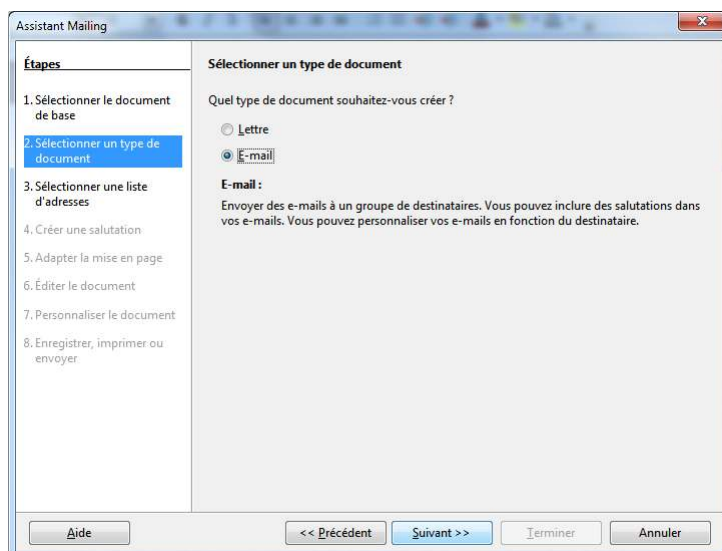 Assistant Mailing
Étapes
1. Sélectionner le document
de base
2. Sélectionner un type de
document
3. Sélectionner une liste
d'adresses
4. Créer une salutation
5. Adapter la mise en page
6. Éditer le document
7. Personnaliser le document
8. Enregistrer, imprimer ou
envoyer
Sélectionner un type de document
Quel type de document souhaitez-vous créer ?
Lettre
E-mail
E-mail :
Envoyer des e-mails à un groupe de destinataires. Vous pouvez inclure des salutations dans
vos e-mails. Vous pouvez personnaliser vos e-mails en fonction du destinataire.
Aide
<< Précédent
Suivant >>
Terminer
Annuler